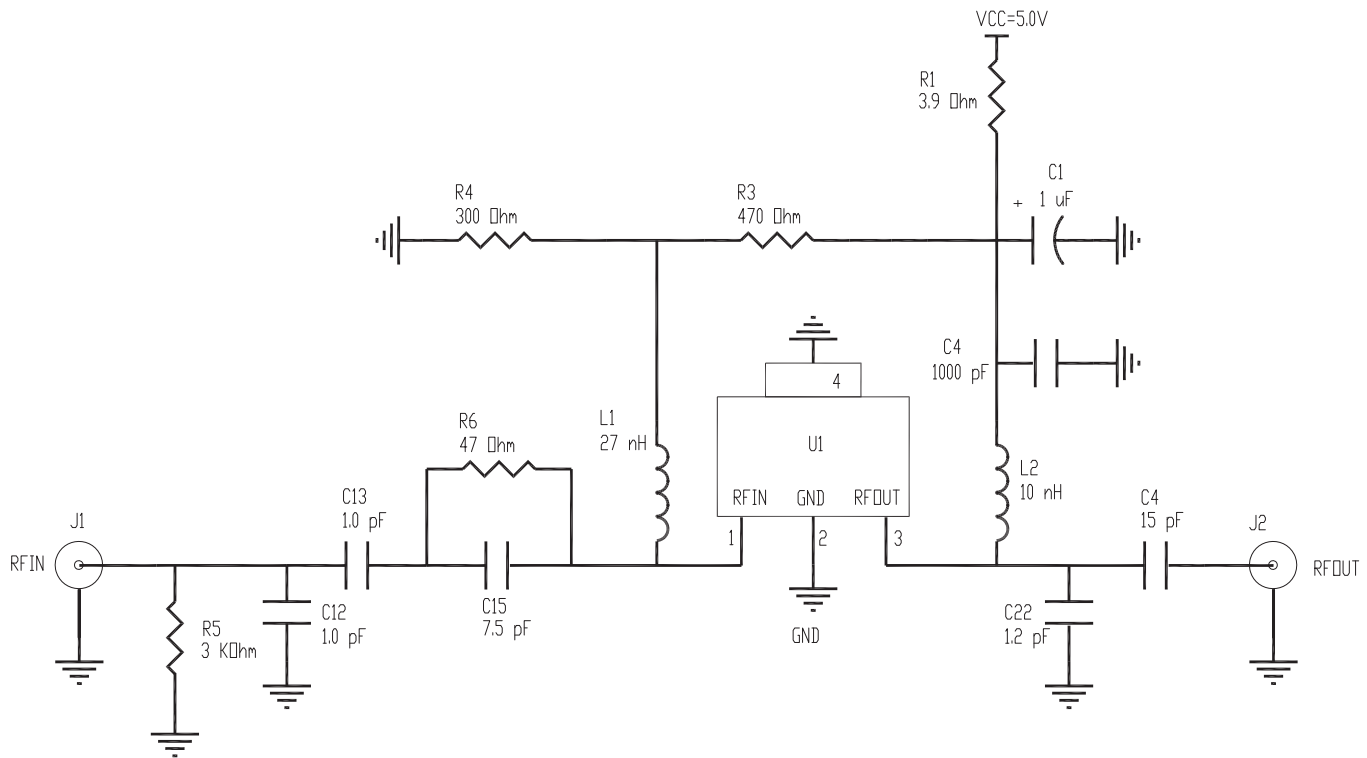 VCC=5.0V
R1
3.9 Ohm
C1
+ 1 uF
R4
300 Ohm
R3
470 Ohm
C4
1000 pF
4
U1
RFIN GND RFOUT
1
2
3
R6
47 Ohm
L1
27 nH
L2
10 nH
C13
1.0 pF
C4
15 pF
J1
RFIN
J2
RFOUT
C15
7.5 pF
C12
1.0 pF
R5
3 KOhm
C22
1.2 pF
GND